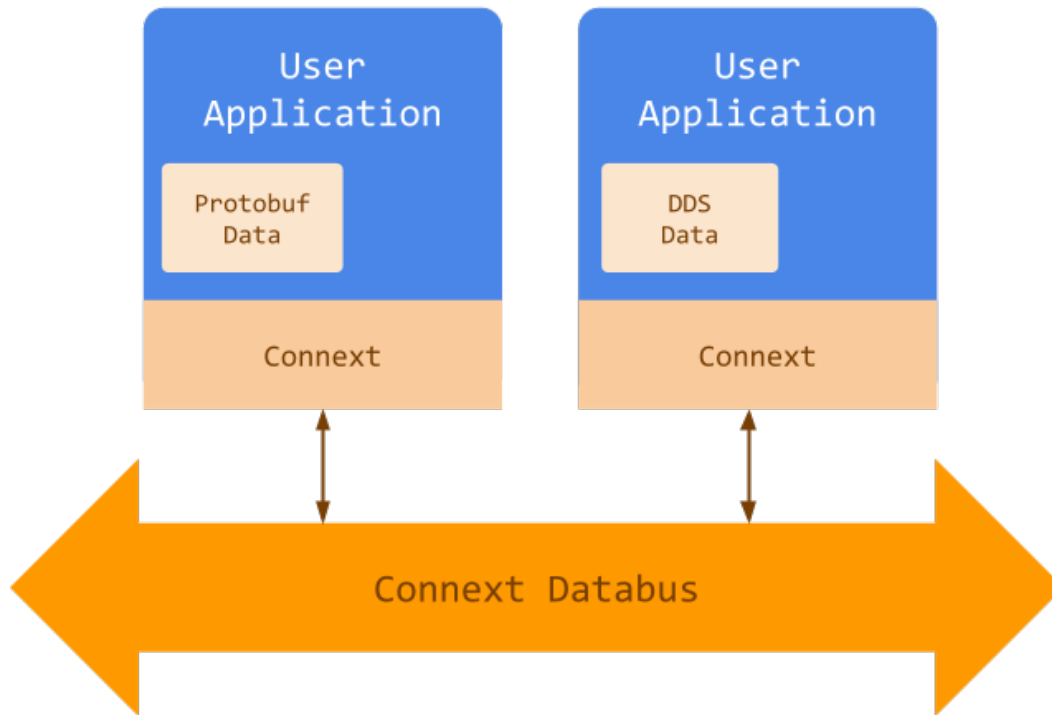 User
Application
Protobuf
Data
Connext
User
Application
DDS
Data
Connext
Connext Databus